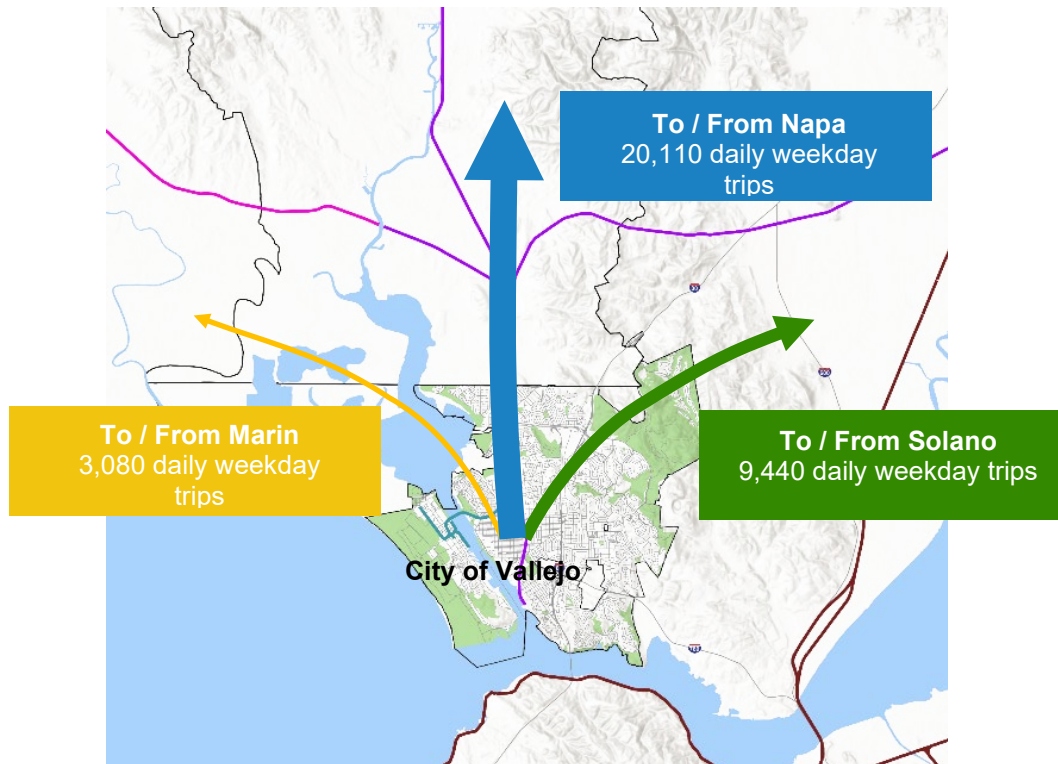 To / From Napa
20,110 daily weekday
trips
To / From Marin
3,080 daily weekday
trips
To / From Solano
9,440 daily weekday trips
City of Vallejo